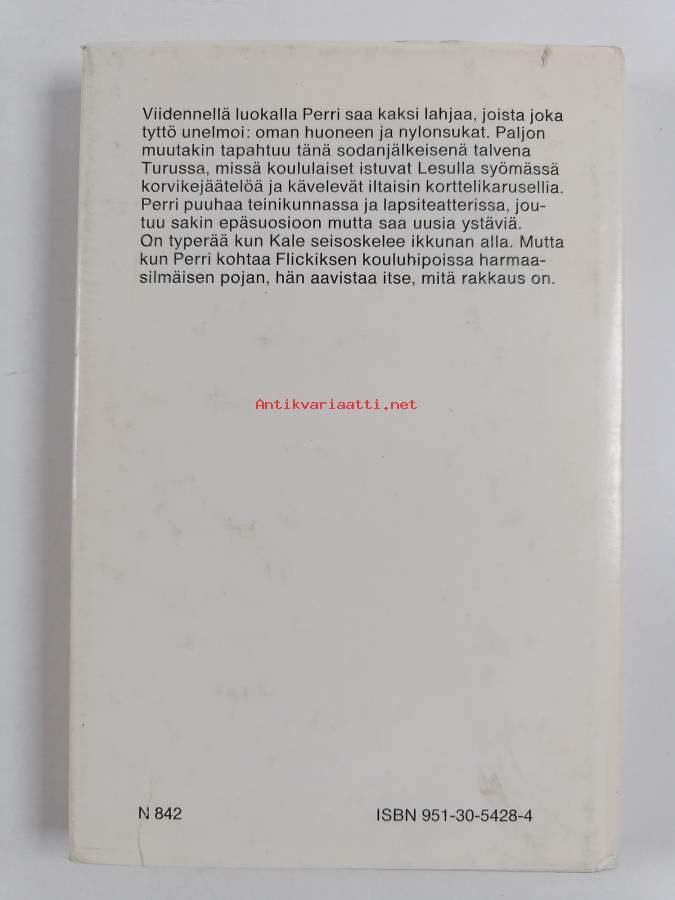 Viidennellä luokalla Perri saa kaksi lahjaa, joista joka
tyttö unelmoi: oman huoneen ja nylonsukat. Paljon
muutakin tapahtuu tänä sodanjälkeisenä talvena
Turussa, missä koululaiset istuvat Lesulla syömässä
korvikejäätelöä ja kävelevät iltaisin korttelikarusellia.
Perri puuhaa teinikunnassa ja lapsiteatterissa, jou-
tuu sakin epäsuosioon mutta saa uusia ystäviä.
On typerää kun Kale seisoskelee ikkunan alla. Mutta
kun Perri kohtaa Flickiksen kouluhipoissa harmaa-
silmäisen pojan, hän aavistaa itse, mitä rakkaus on.
Antikvariaatti.net
N 842
ISBN 951-30-5428-4